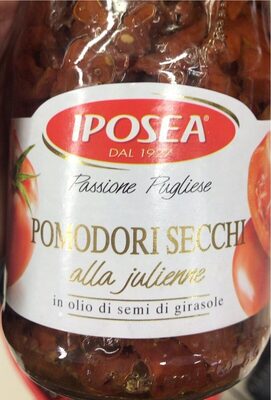 IPOSEA®
DAL 1927
Passione Pugliese
POMODORI SECCHI
alla julienne
in olio di semi di girasole